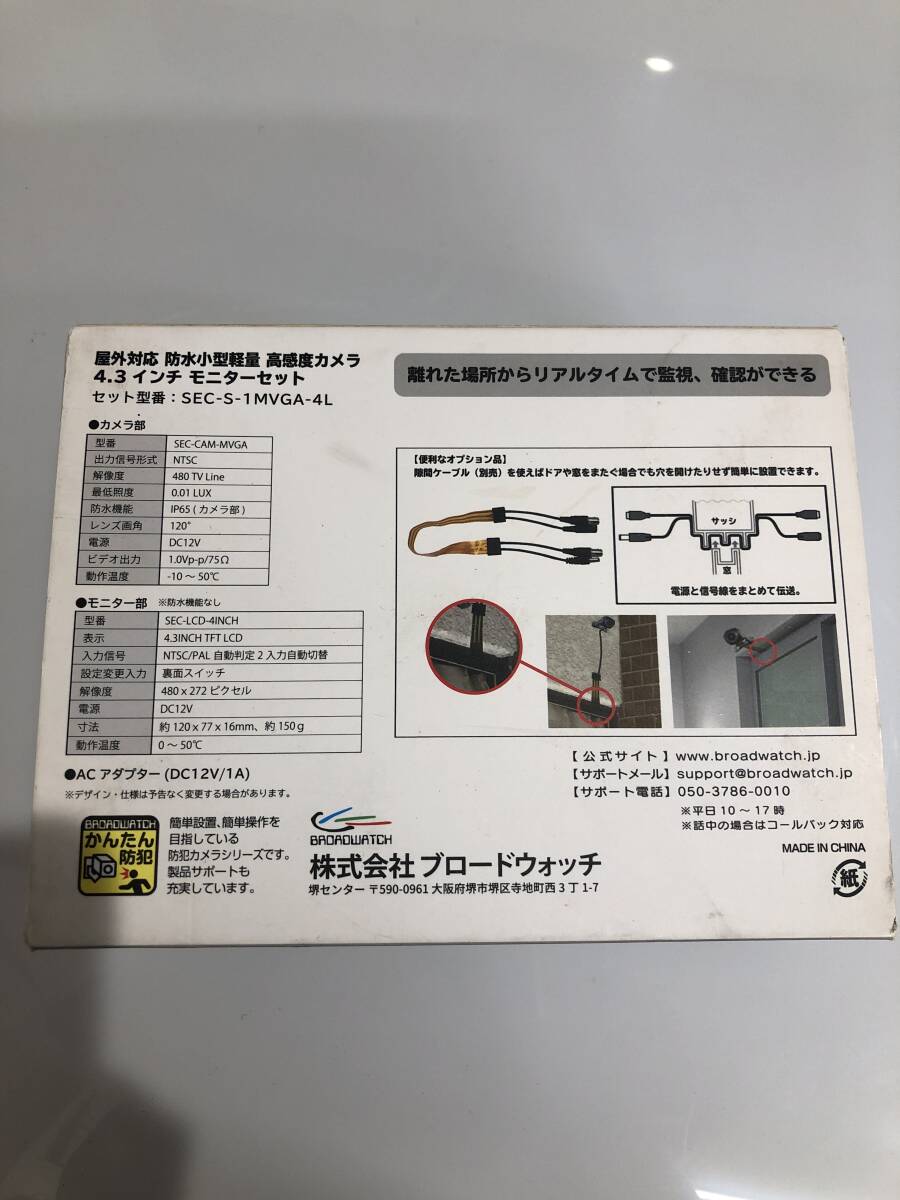 屋外対応 防水小型軽量 高感度カメラ
4.3 インチ モニターセット
セット型番：SEC-S-1MVGA-4L
離れた場所からリアルタイムで監視、確認ができる
●カメラ部
型番 SEC-CAM-MVGA
出力信号形式 NTSC
解像度 480 TV Line
最低照度 0.01 LUX
防水機能 IP65 ( カメラ部 )
レンズ画角 120°
電源 DC12V
ビデオ出力 1.0Vp-p/75Ω
動作温度 -10 ～ 50℃
●モニター部 ※防水機能なし
型番 SEC-LCD-4INCH
表示 4.3INCH TFT LCD
入力信号 NTSC/PAL 自動判定 2 入力自動切替
設定変更入力 裏面スイッチ
解像度 480 x 272 ピクセル
電源 DC12V
寸法 約 120 x 77 x 16mm、約 150 g
動作温度 0 ～ 50℃
●AC アダプター (DC12V/1A)
※デザイン・仕様は予告なく変更する場合があります。
【便利なオプション品】
隙間ケーブル（別売）を使えばドアや窓をまたぐ場合でも穴を開けたりせず簡単に設置できます。
サッシ
窓
電源と信号線をまとめて伝送。
【 公式サイト 】www.broadwatch.jp
【サポートメール】support@broadwatch.jp
【サポート電話】050-3786-0010
※平日 10 ～ 17 時
※話中の場合はコールバック対応
MADE IN CHINA
紙
BROADWATCH
かんたん
防犯
簡単設置、簡単操作を
目指している
防犯カメラシリーズです。
製品サポートも
充実しています。
BROADWATCH
株式会社 ブロードウォッチ
堺センター 〒590-0961 大阪府堺市堺区寺地町西 3 丁 1-7